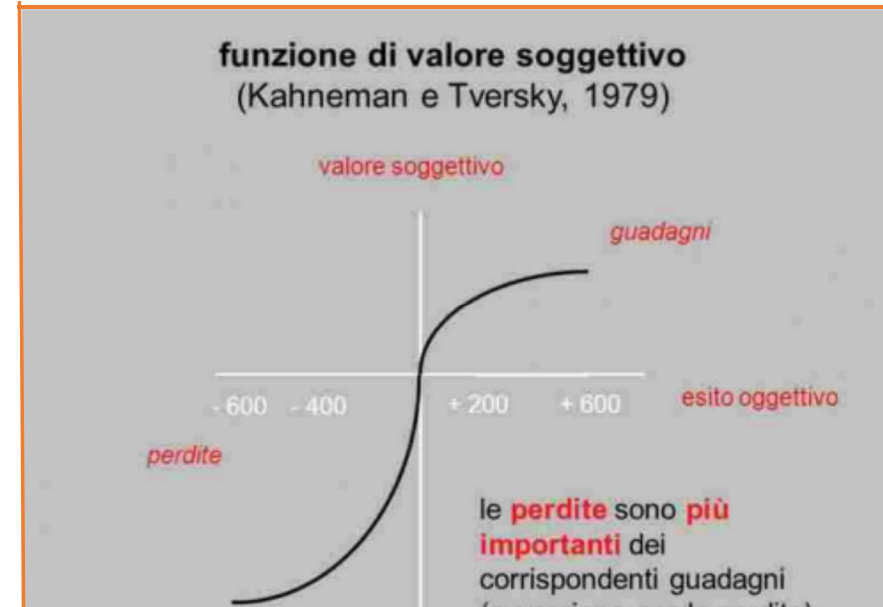 funzione di valore soggettivo
(Kahneman e Tversky, 1979)
valore soggettivo
guadagni
- 600 - 400 + 200 + 600
esito oggettivo
perdite
le perdite sono più
importanti dei
corrispondenti guadagni